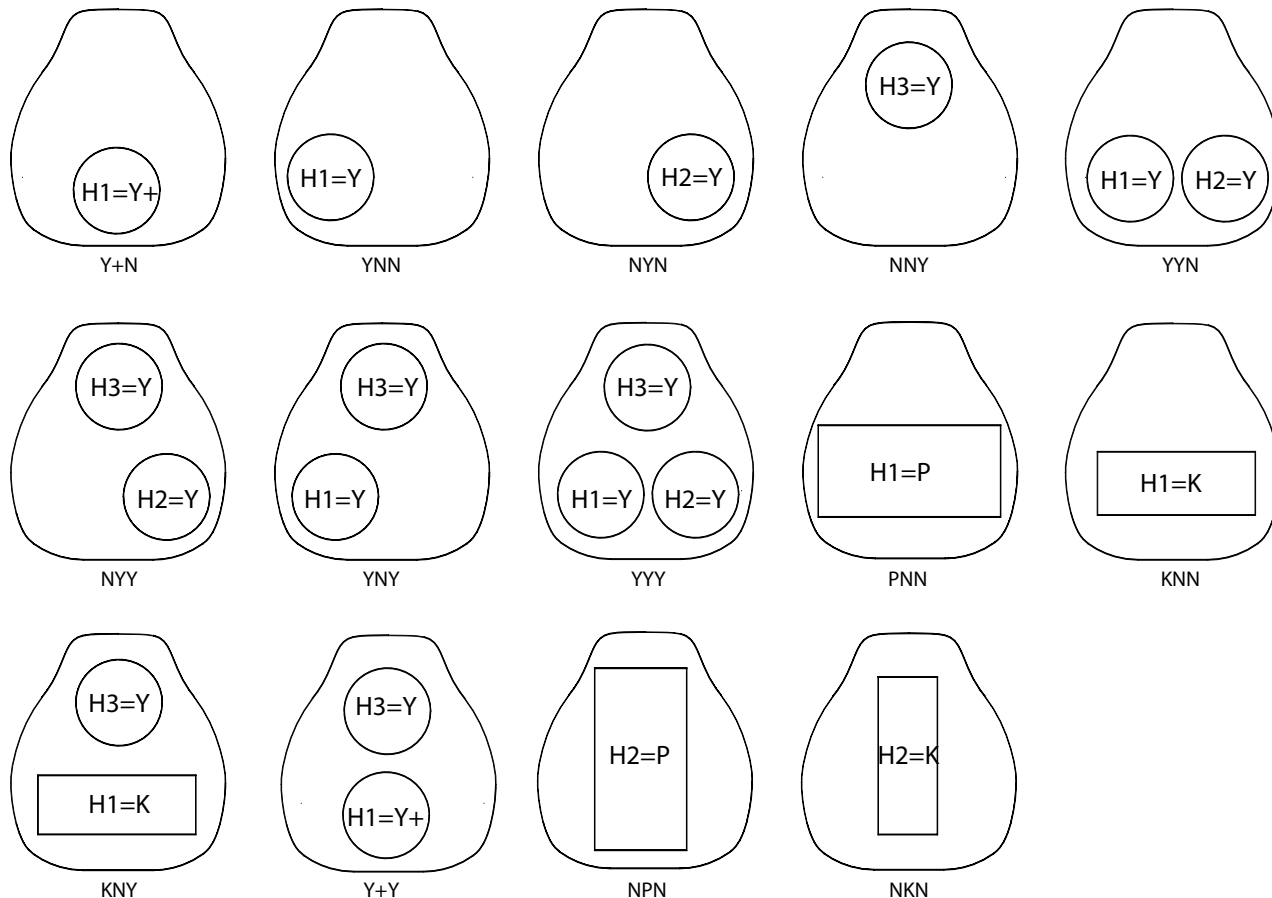 H1=Y+
Y+N
H1=Y
YNN
H2=Y
NYN
H3=Y
NNY
H1=Y H2=Y
YYN
H3=Y
H2=Y
NYY
H3=Y
H1=Y
YNY
H3=Y
H1=Y H2=Y
YYY
H1=P
PNN
H1=K
KNN
H3=Y
H1=K
KNY
H3=Y
H1=Y+
Y+Y
H2=P
NPN
H2=K
NKN